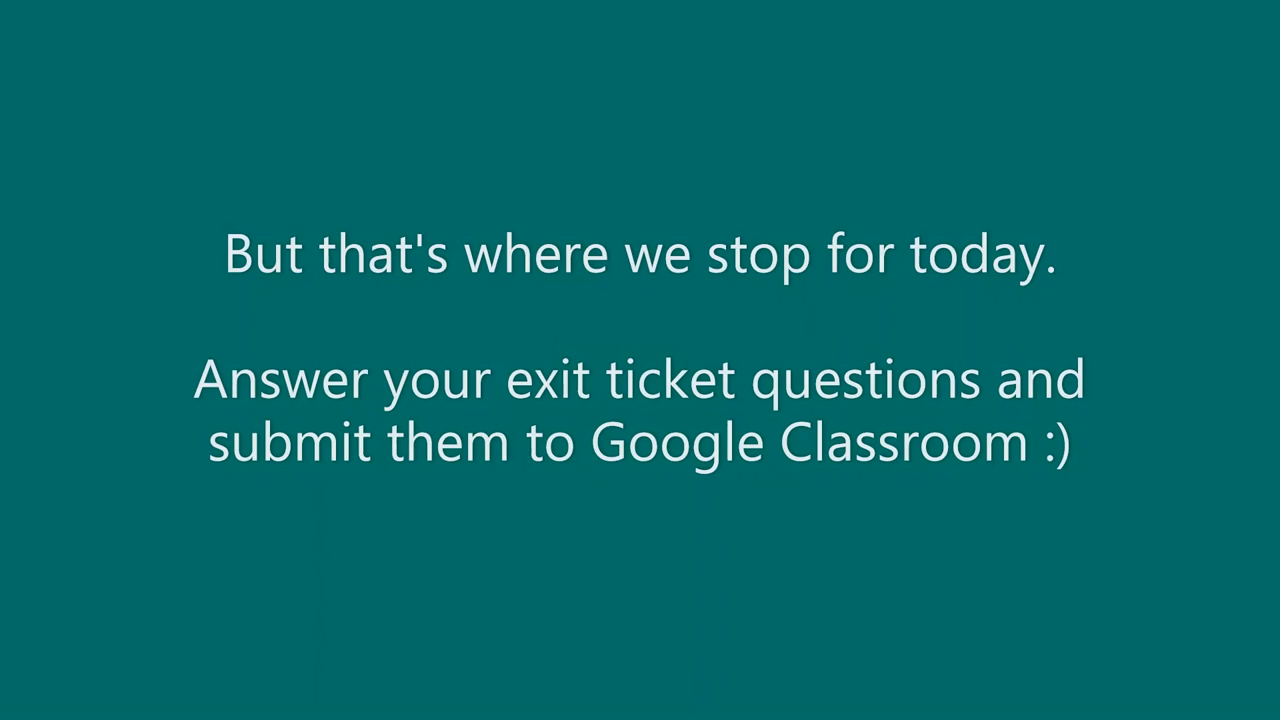 But that's where we stop for today.
Answer your exit ticket questions and
submit them to Google Classroom :)